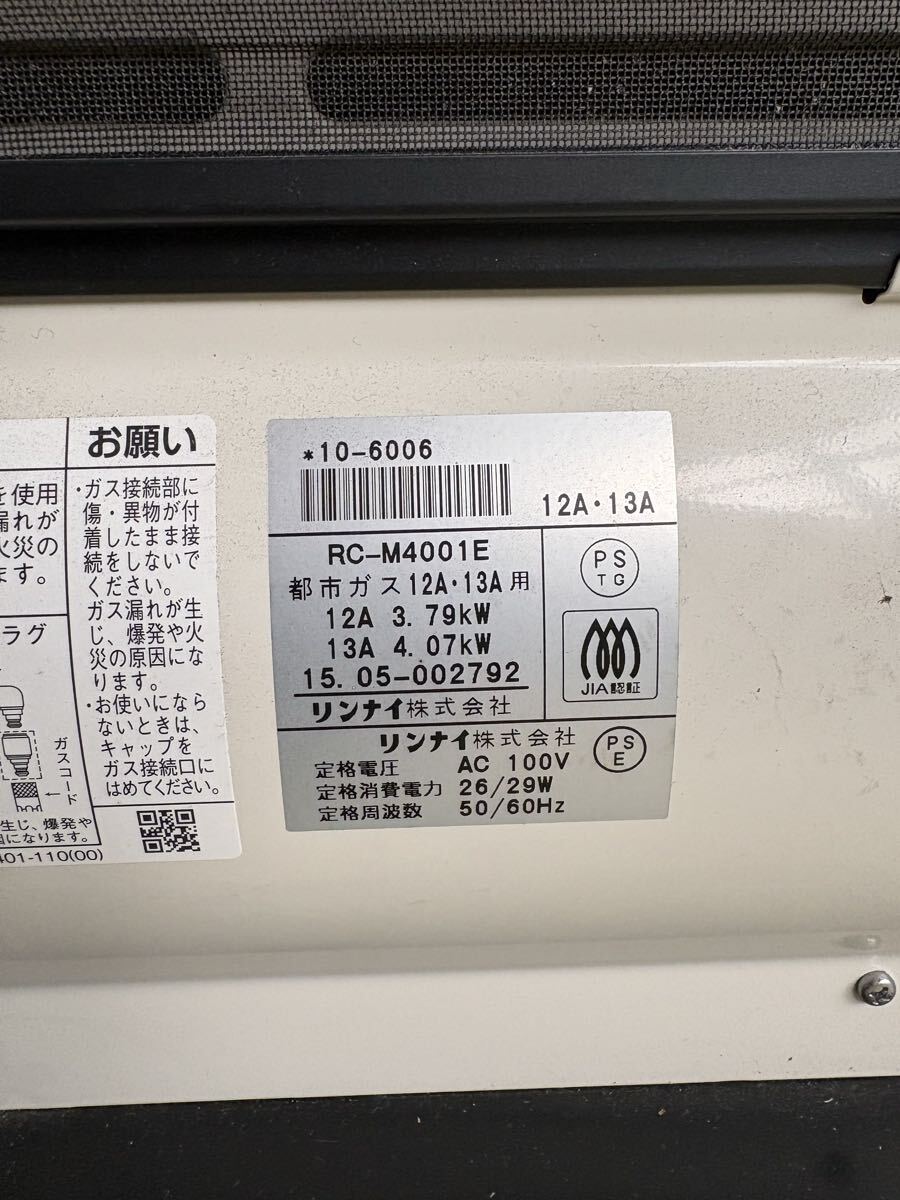 を使用
漏れが
火災の
ます。
ラグ
お願い
・ガス接続部に
傷・異物が付
着したまま接
続をしないで
ください。
ガス漏れが生
じ、爆発や火
災の原因にな
ります。
・お使いになら
ないときは、
キャップを
ガス接続口に
はめてください。
ガスコード
生じ、爆発や
因になります。
401-110(00)
*10-6006
12A・13A
RC-M4001E
都市ガス12A・13A用
12A 3.79kW
13A 4.07kW
15.05-002792
リンナイ株式会社
PS
TG
JIA認証
リンナイ株式会社
PS
E
定格電圧 AC 100V
定格消費電力 26/29W
定格周波数 50/60Hz